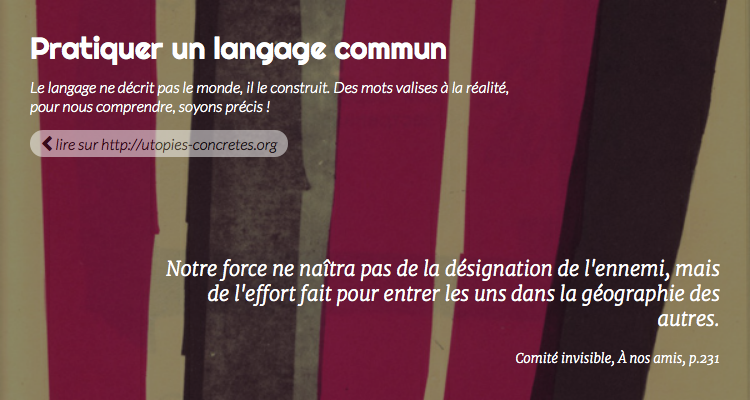 Pratiquer un langage commun
Le langage ne décrit pas le monde, il le construit. Des mots valises à la réalité,
pour nous comprendre, soyons précis !
lire sur http://utopies-concretes.org
Notre force ne naîtra pas de la désignation de l'ennemi, mais
de l'effort fait pour entrer les uns dans la géographie des
autres.
Comité invisible, À nos amis, p.231